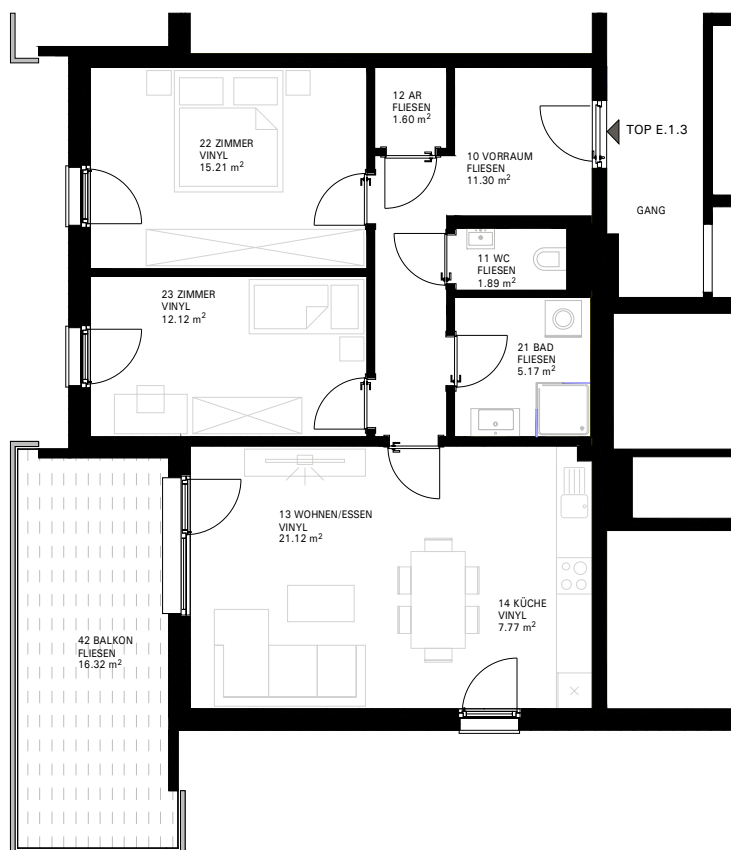 12 AR
FLIESEN
1.60 m²
TOP E.1.3
22 ZIMMER
VINYL
15.21 m²
10 VORRAUM
FLIESEN
11.30 m²
GANG
11 WC
FLIESEN
1.89 m²
23 ZIMMER
VINYL
12.12 m²
21 BAD
FLIESEN
5.17 m²
13 WOHNEN/ESSEN
VINYL
21.12 m²
14 KÜCHE
VINYL
7.77 m²
42 BALKON
FLIESEN
16.32 m²